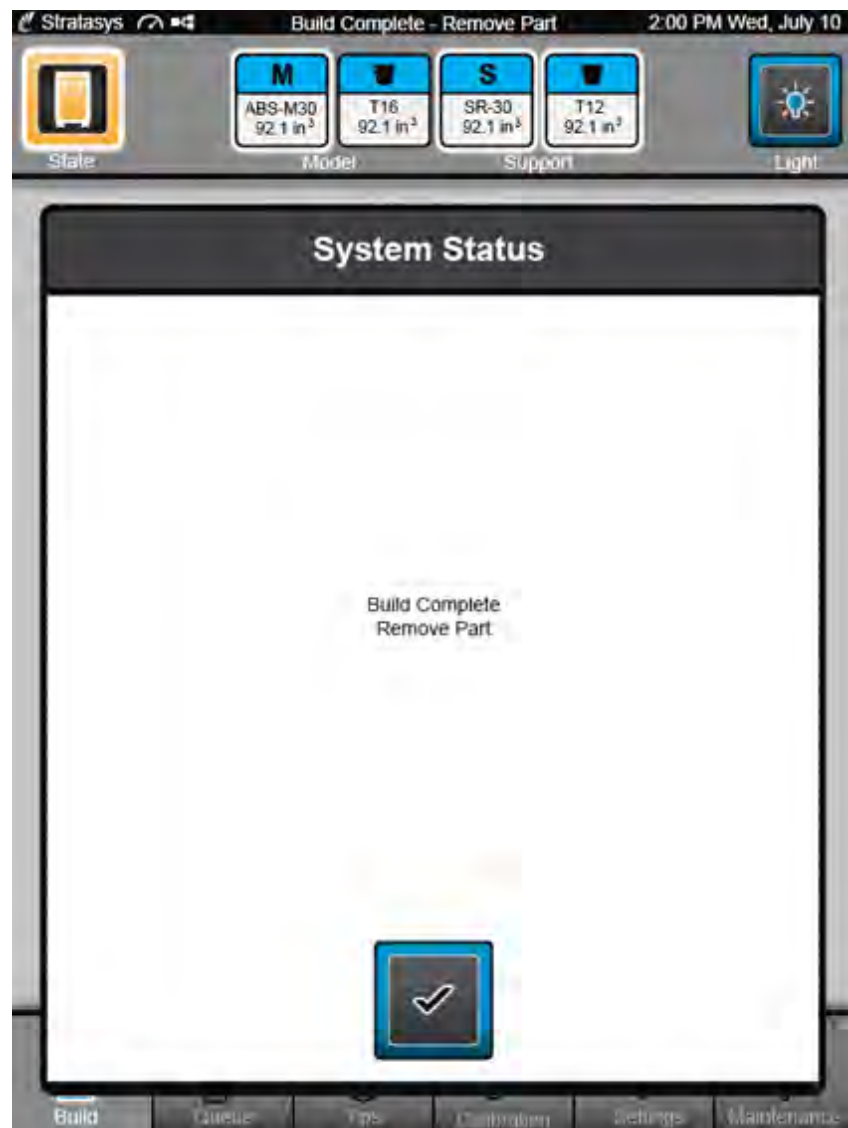 Stratasys Build Complete - Remove Part 2:00 PM Wed, July 10
M S
ABS-M30 T16 SR-30 T12
92.1 in³ 92.1 in³ 92.1 in³ 92.1 in³
State Model Support Light
System Status
Build Complete
Remove Part
Build Queue Tips Calibration Settings Maintenance